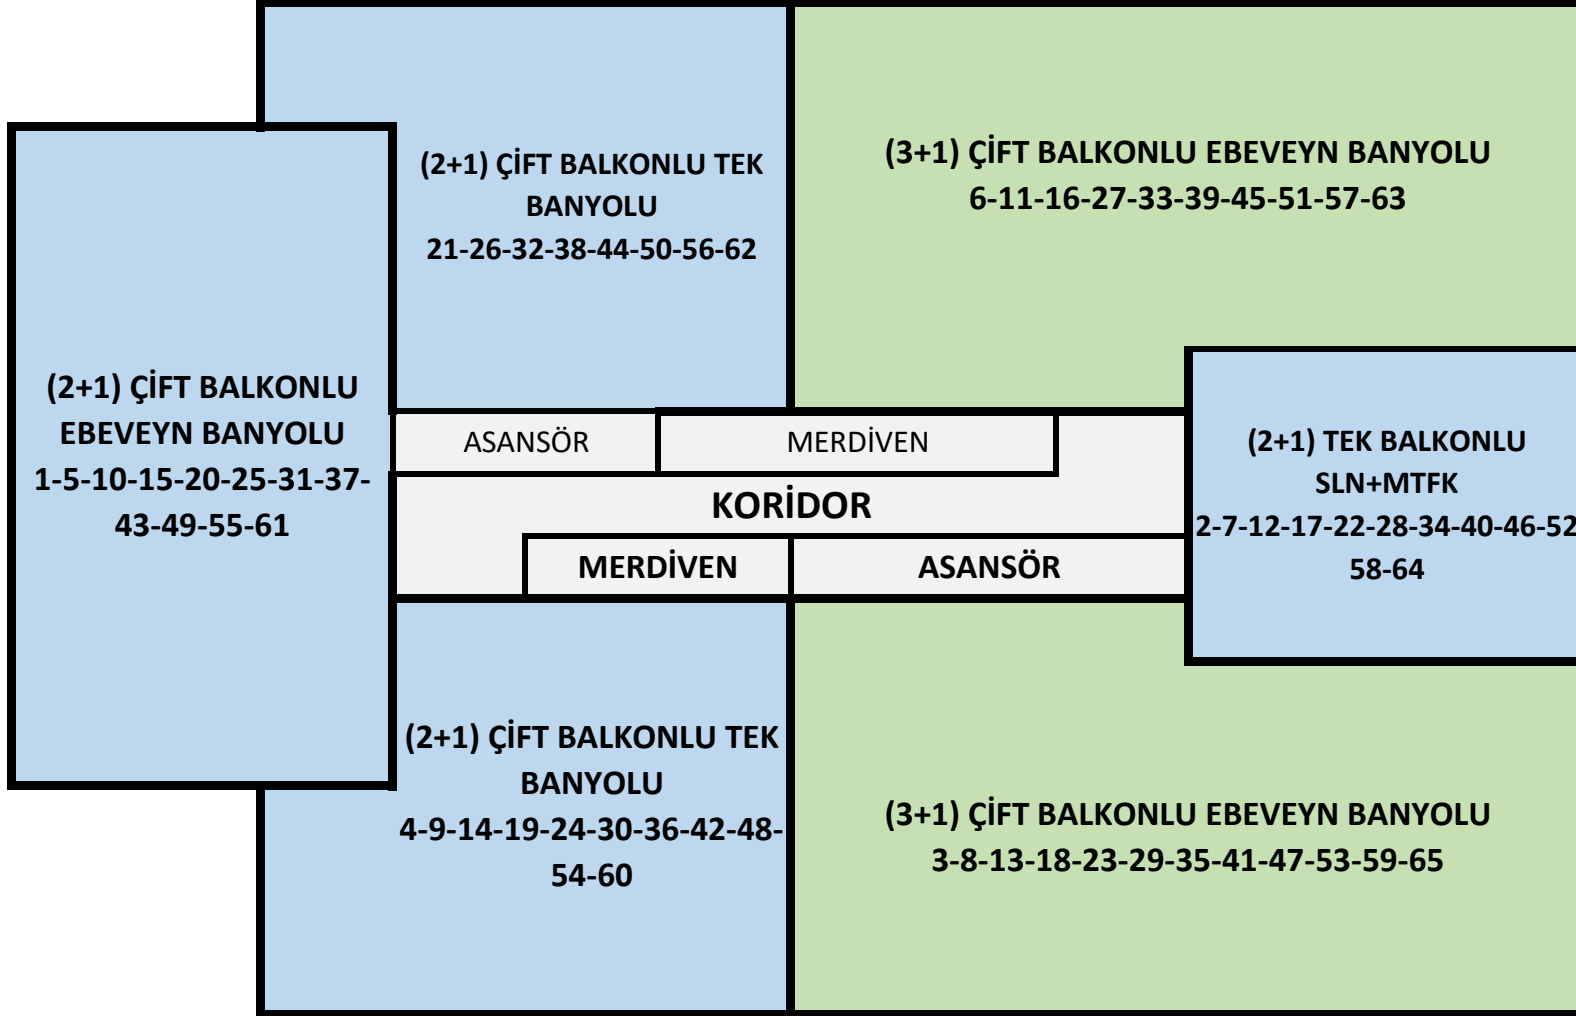 (2+1) ÇİFT BALKONLU TEK
BANYOLU
21-26-32-38-44-50-56-62
(3+1) ÇİFT BALKONLU EBEVEYN BANYOLU
6-11-16-27-33-39-45-51-57-63
(2+1) ÇİFT BALKONLU
EBEVEYN BANYOLU
1-5-10-15-20-25-31-37-
43-49-55-61
ASANSÖR
MERDİVEN
KORİDOR
MERDİVEN
ASANSÖR
(2+1) TEK BALKONLU
SLN+MTFK
2-7-12-17-22-28-34-40-46-52
58-64
(2+1) ÇİFT BALKONLU TEK
BANYOLU
4-9-14-19-24-30-36-42-48-
54-60
(3+1) ÇİFT BALKONLU EBEVEYN BANYOLU
3-8-13-18-23-29-35-41-47-53-59-65